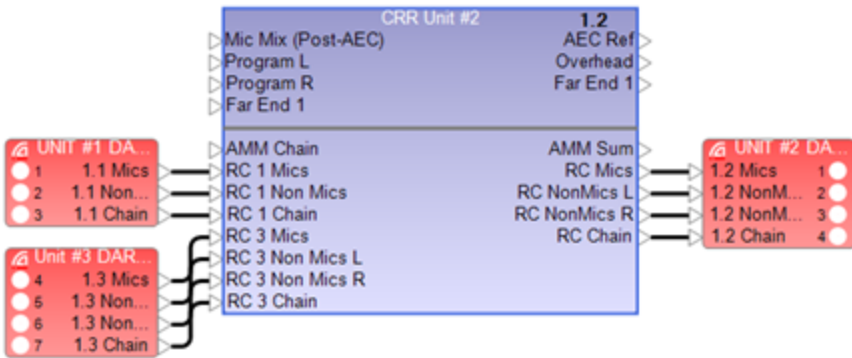 CRR Unit #2 1.2
Mic Mix (Post-AEC) AEC Ref
Program L Overhead
Program R Far End 1
Far End 1
UNIT #1 DA...
1 1.1 Mics
2 1.1 Non...
3 1.1 Chain
Unit #3 DAR...
4 1.3 Mics
5 1.3 Non...
6 1.3 Non...
7 1.3 Chain
AMM Chain AMM Sum
RC 1 Mics RC Mics
RC 1 Non Mics RC NonMics L
RC 1 Chain RC NonMics R
RC 3 Mics RC Chain
RC 3 Non Mics L
RC 3 Non Mics R
RC 3 Chain
UNIT #2 DA...
1.2 Mics 1
1.2 NonM... 2
1.2 NonM... 3
1.2 Chain 4